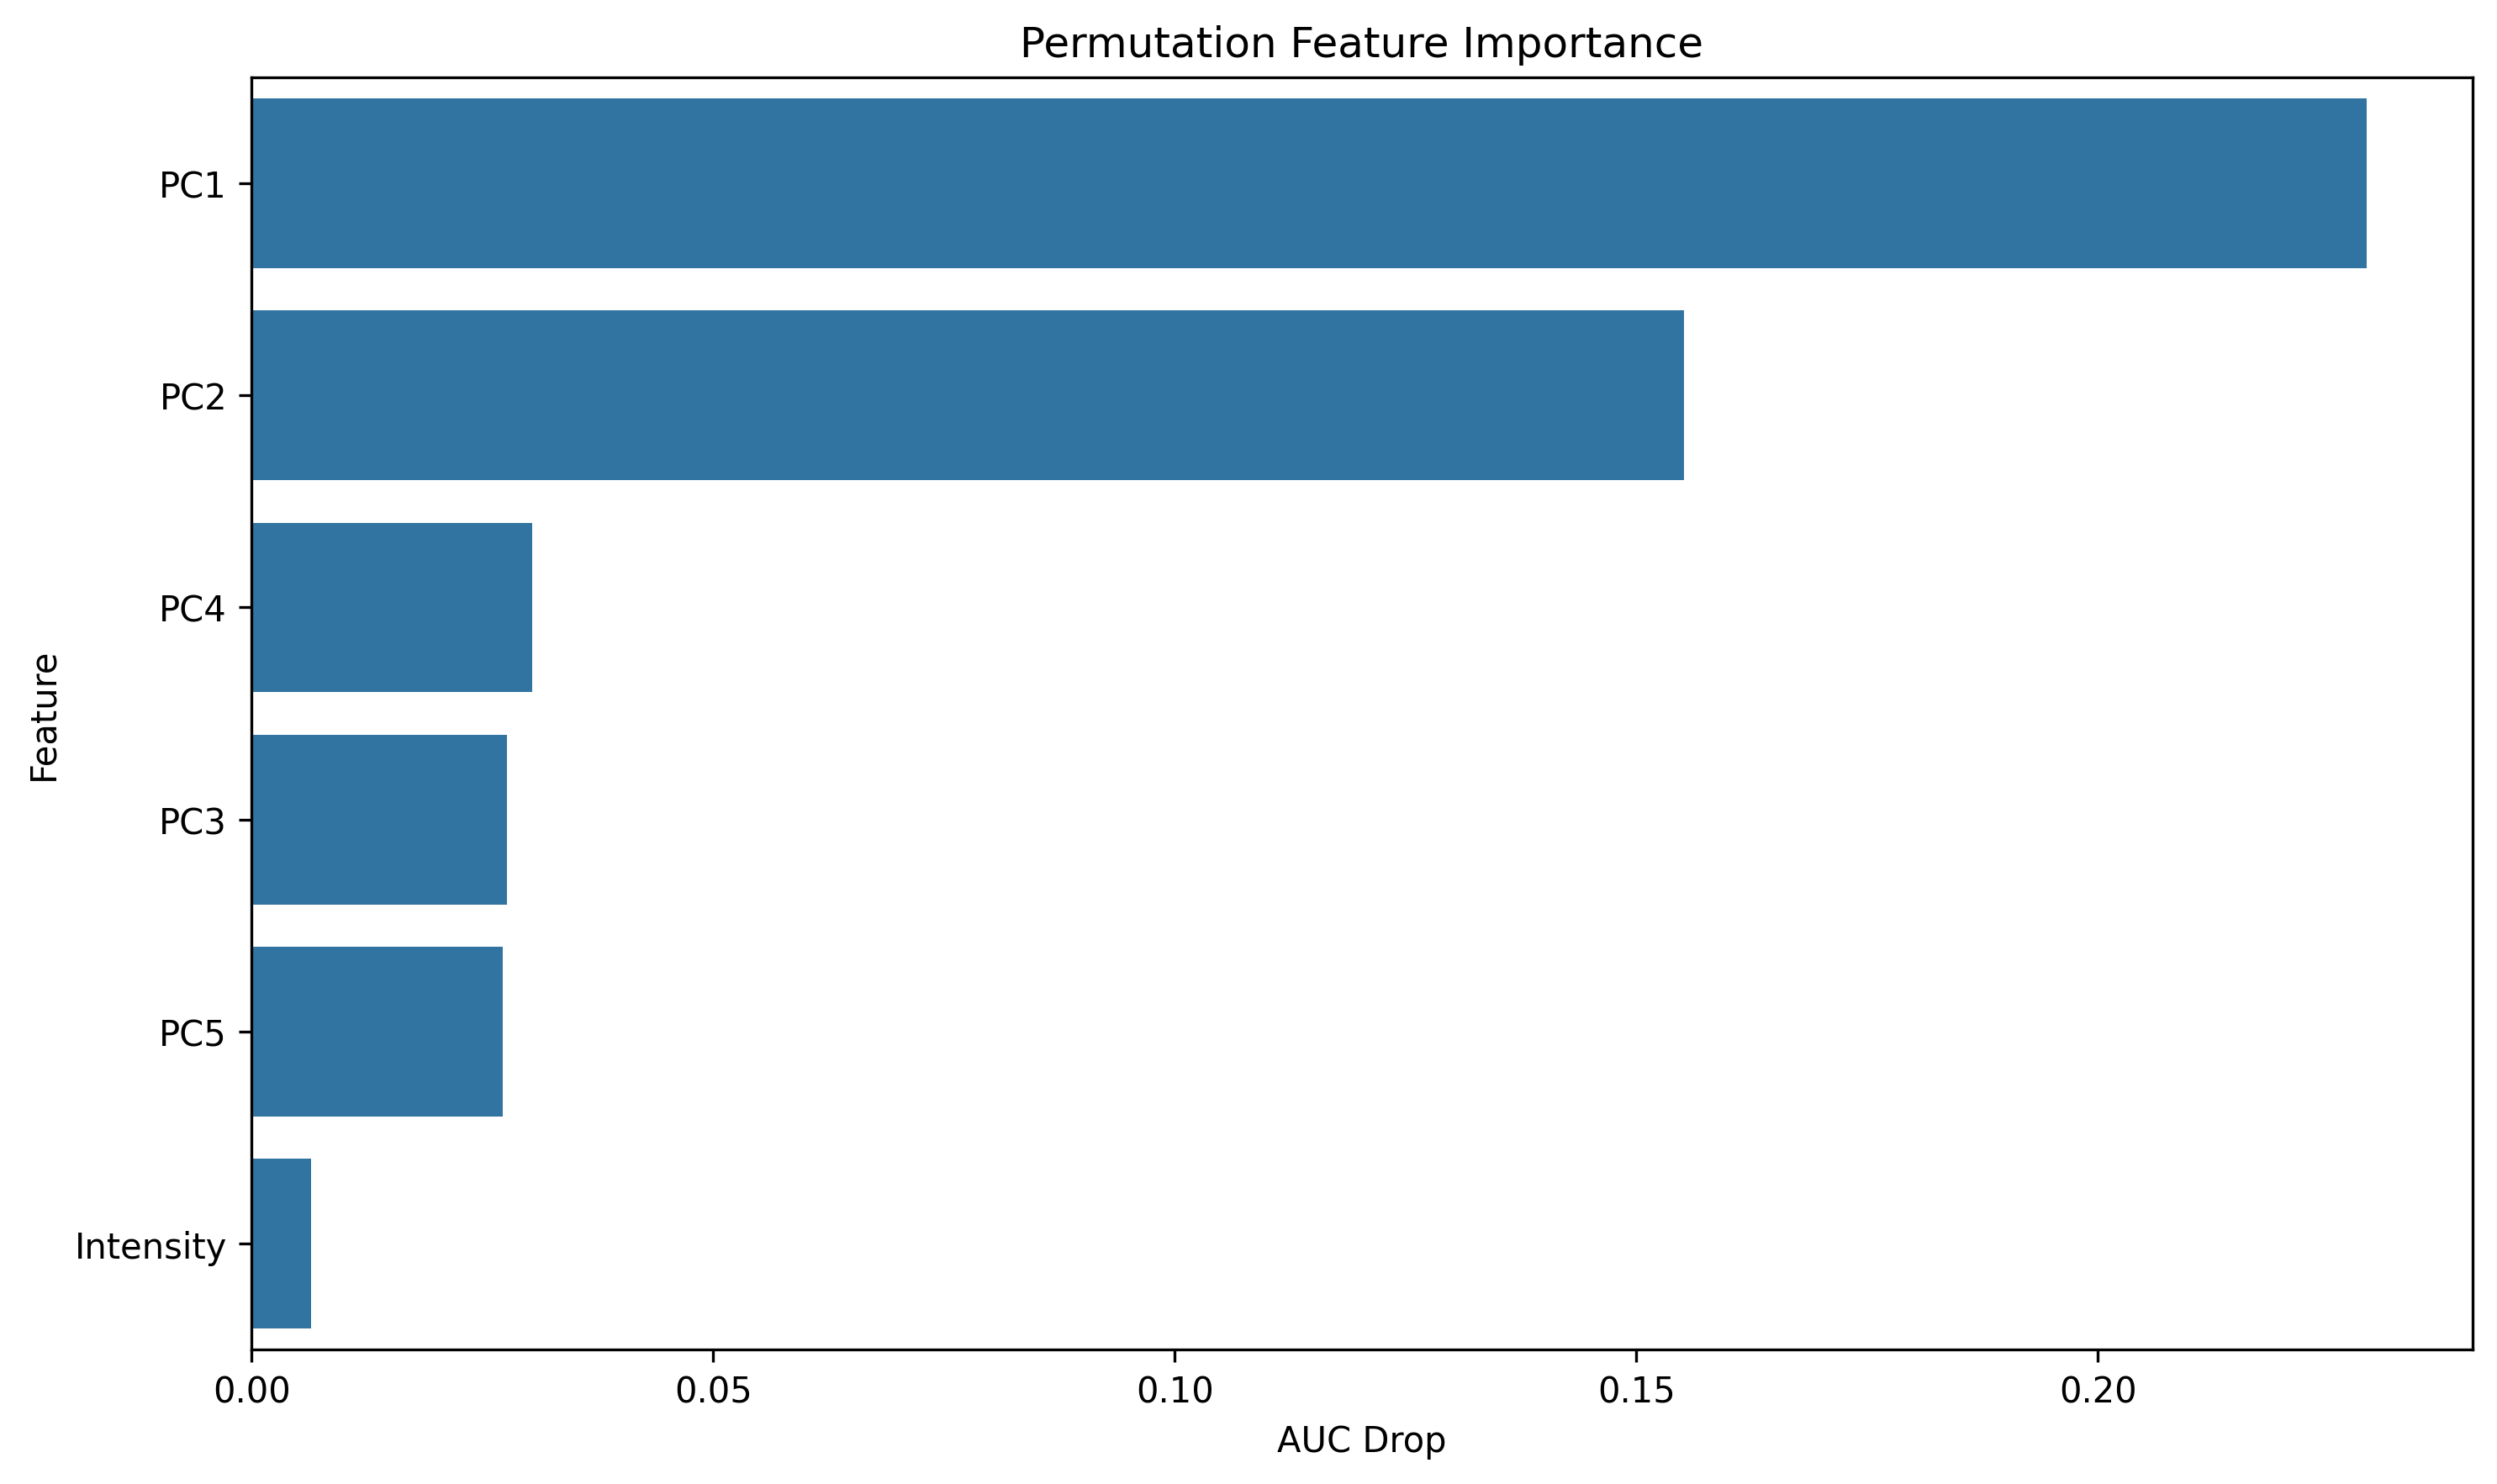 Permutation Feature Importance
PC1
PC2
PC4
PC3
PC5
Intensity
Feature
0.00
0.05
0.10
0.15
0.20
AUC Drop